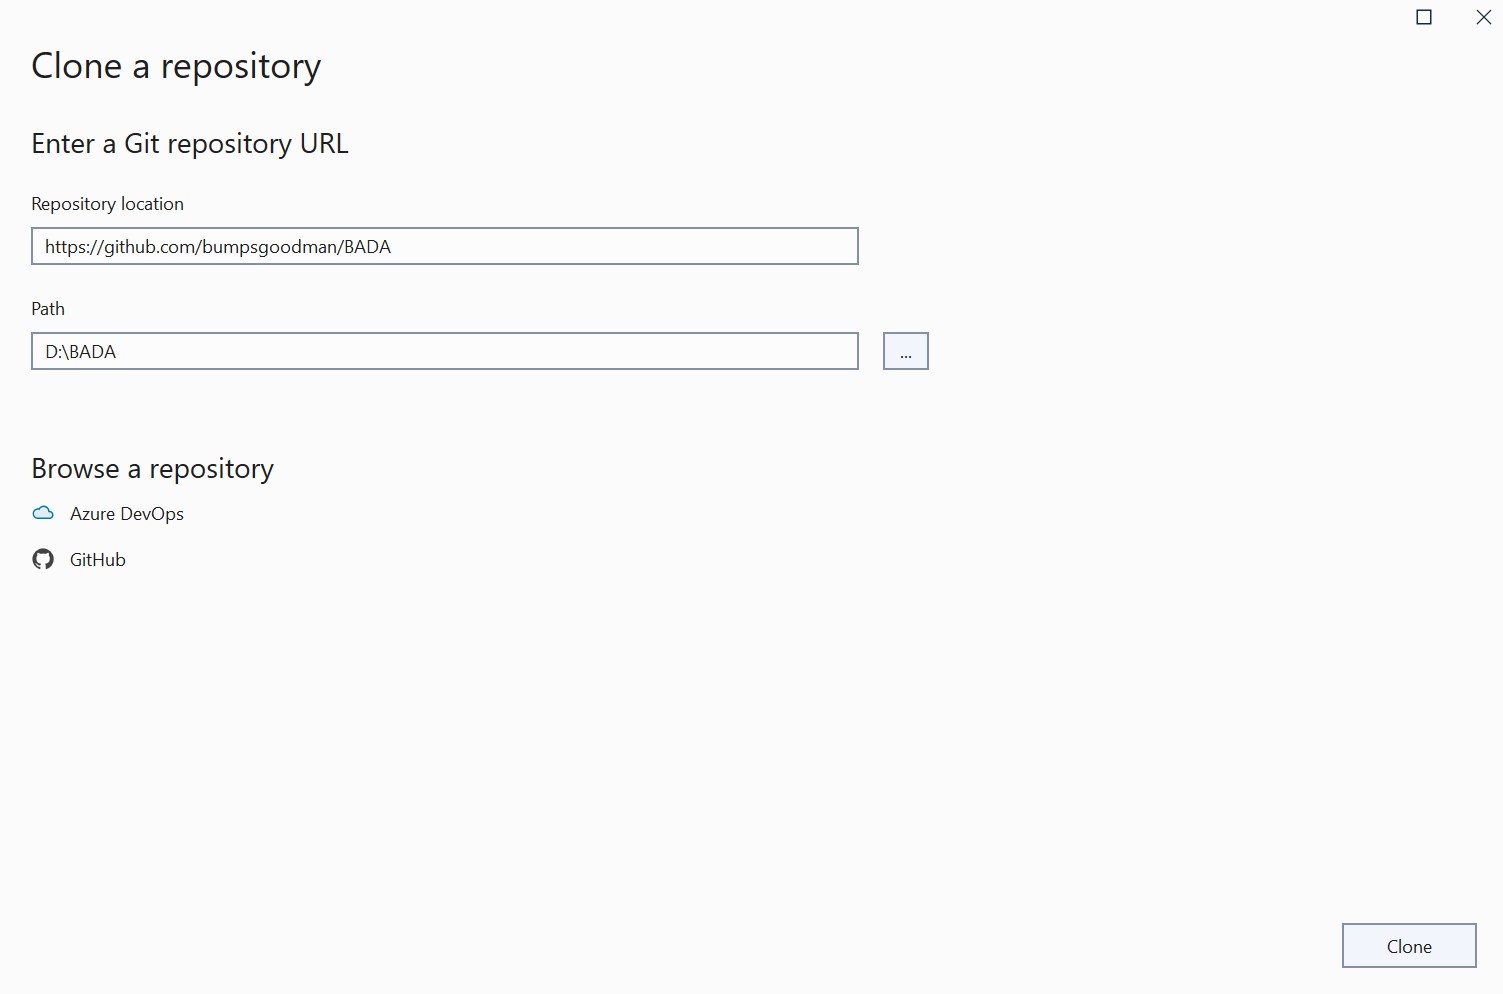 Clone a repository
Enter a Git repository URL
Repository location
https://github.com/bumpsgoodman/BADA
Path
D:\BADA
...
Browse a repository
Azure DevOps
GitHub
Clone